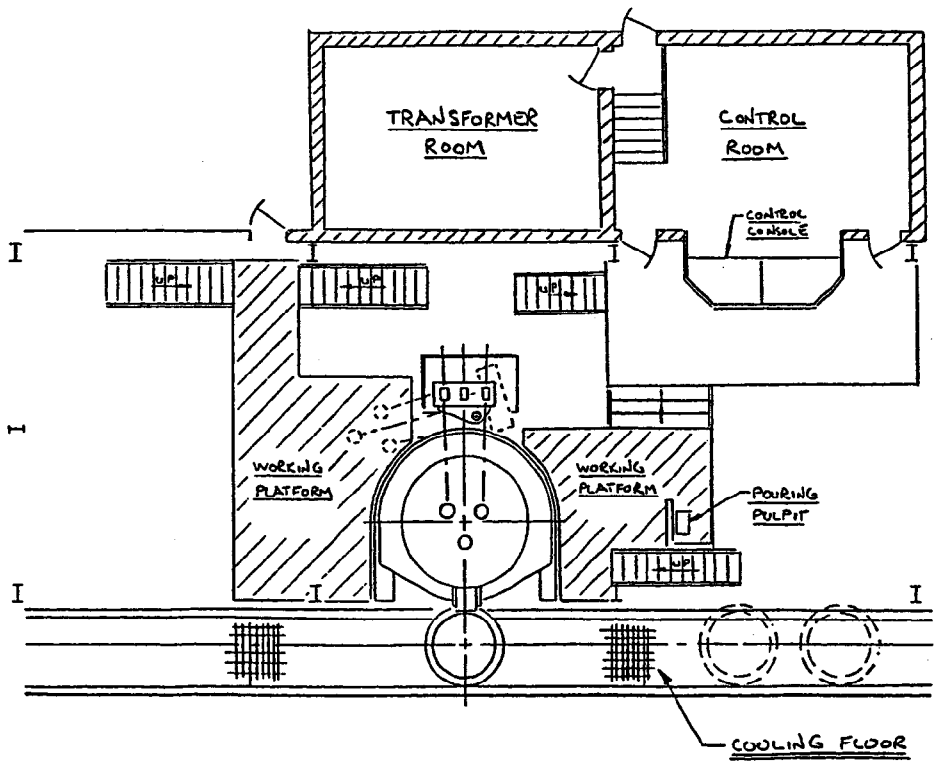 TRANSFORMER
ROOM
CONTROL
ROOM
CONTROL
CONSOLE
UP
UP
UP
WORKING
PLATFORM
WORKING
PLATFORM
POURING
PULPIT
UP
COOLING FLOOR